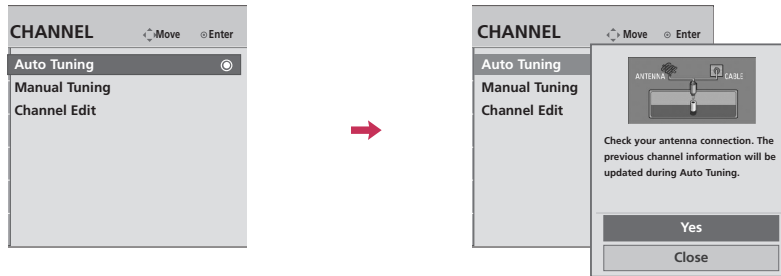 CHANNEL
Move
Enter
Auto Tuning
Manual Tuning
Channel Edit
CHANNEL
Move
Enter
Auto Tuning
Manual Tuning
Channel Edit
ANTENNA
CABLE
Check your antenna connection. The
previous channel information will be
updated during Auto Tuning.
Yes
Close